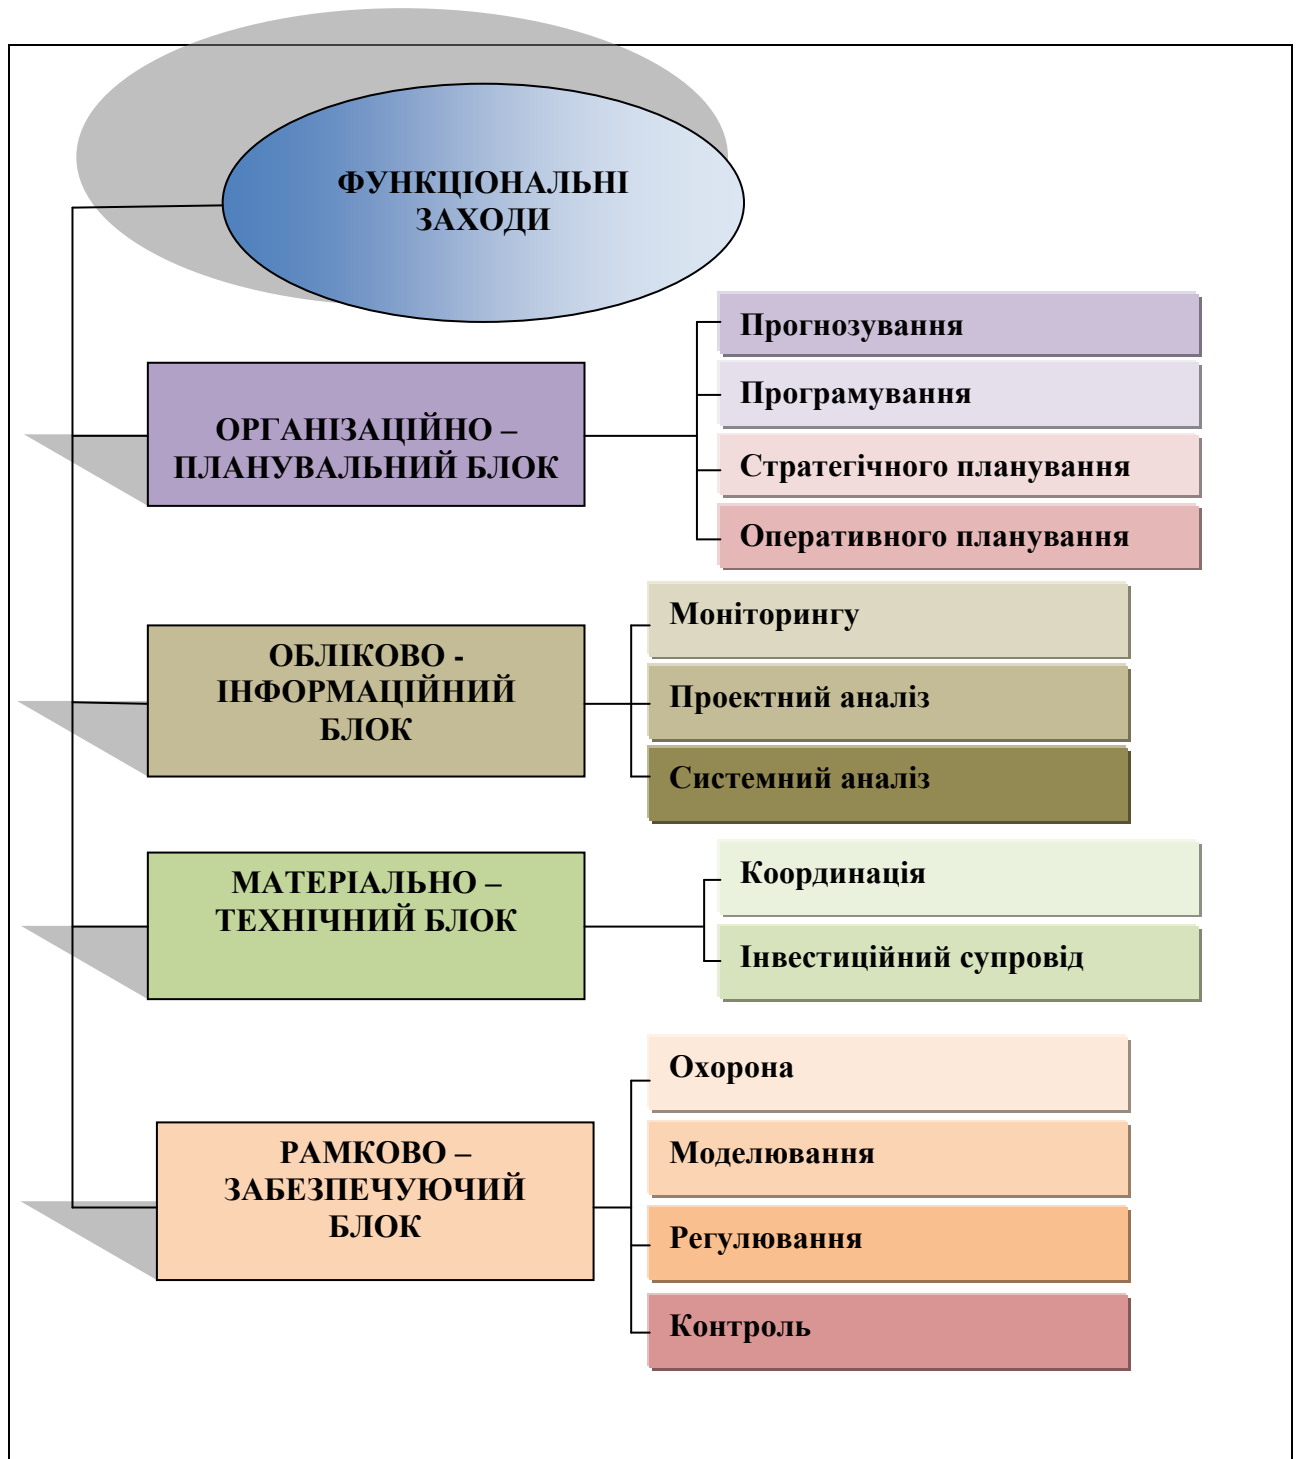 ФУНКЦІОНАЛЬНІ
ЗАХОДИ
ОРГАНІЗАЦІЙНО –
ПЛАНУВАЛЬНИЙ БЛОК
Прогнозування
Програмування
Стратегічного планування
Оперативного планування
ОБЛІКОВО -
ІНФОРМАЦІЙНИЙ
БЛОК
Моніторингу
Проектний аналіз
Системний аналіз
МАТЕРІАЛЬНО –
ТЕХНІЧНИЙ БЛОК
Координація
Інвестиційний супровід
РАМКОВО –
ЗАБЕЗПЕЧУЮЧИЙ
БЛОК
Охорона
Моделювання
Регулювання
Контроль